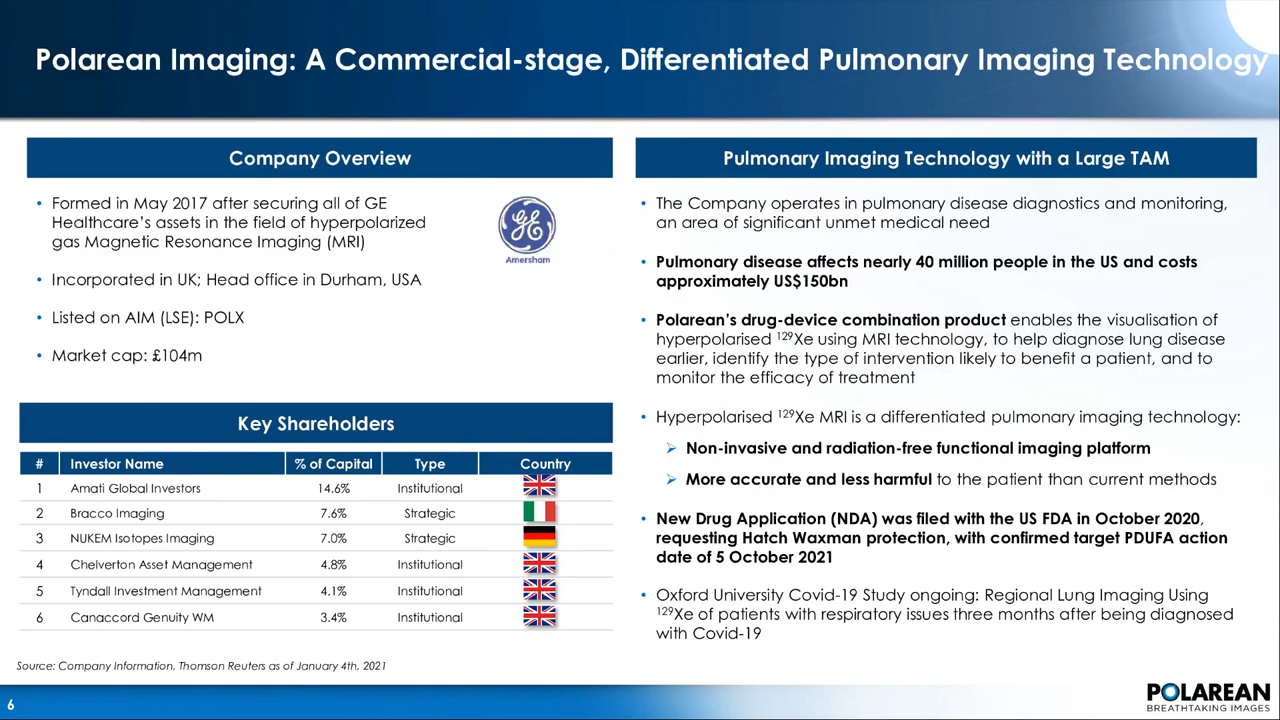 Polarean Imaging: A Commercial-stage, Differentiated Pulmonary Imaging Technology
Company Overview
• Formed in May 2017 after securing all of GE
Healthcare's assets in the field of hyperpolarized
gas Magnetic Resonance Imaging (MRI)
GE
Amersham
• Incorporated in UK; Head office in Durham, USA
• Listed on AIM (LSE): POLX
• Market cap: £104m
Key Shareholders
# Investor Name % of Capital Type Country
1 Amati Global Investors 14.6% Institutional
2 Bracco Imaging 7.6% Strategic
3 NUKEM Isotopes Imaging 7.0% Strategic
4 Chelverton Asset Management 4.8% Institutional
5 Tyndall Investment Management 4.1% Institutional
6 Canaccord Genuity WM 3.4% Institutional
Source: Company Information, Thomson Reuters as of January 4th, 2021
Pulmonary Imaging Technology with a Large TAM
• The Company operates in pulmonary disease diagnostics and monitoring,
an area of significant unmet medical need
• Pulmonary disease affects nearly 40 million people in the US and costs
approximately US$150bn
• Polarean's drug-device combination product enables the visualisation of
hyperpolarised ¹²⁹Xe using MRI technology, to help diagnose lung disease
earlier, identify the type of intervention likely to benefit a patient, and to
monitor the efficacy of treatment
• Hyperpolarised ¹²⁹Xe MRI is a differentiated pulmonary imaging technology:
➢ Non-invasive and radiation-free functional imaging platform
➢ More accurate and less harmful to the patient than current methods
• New Drug Application (NDA) was filed with the US FDA in October 2020,
requesting Hatch Waxman protection, with confirmed target PDUFA action
date of 5 October 2021
• Oxford University Covid-19 Study ongoing: Regional Lung Imaging Using
¹²⁹Xe of patients with respiratory issues three months after being diagnosed
with Covid-19
6
POLAREAN
BREATHTAKING IMAGES